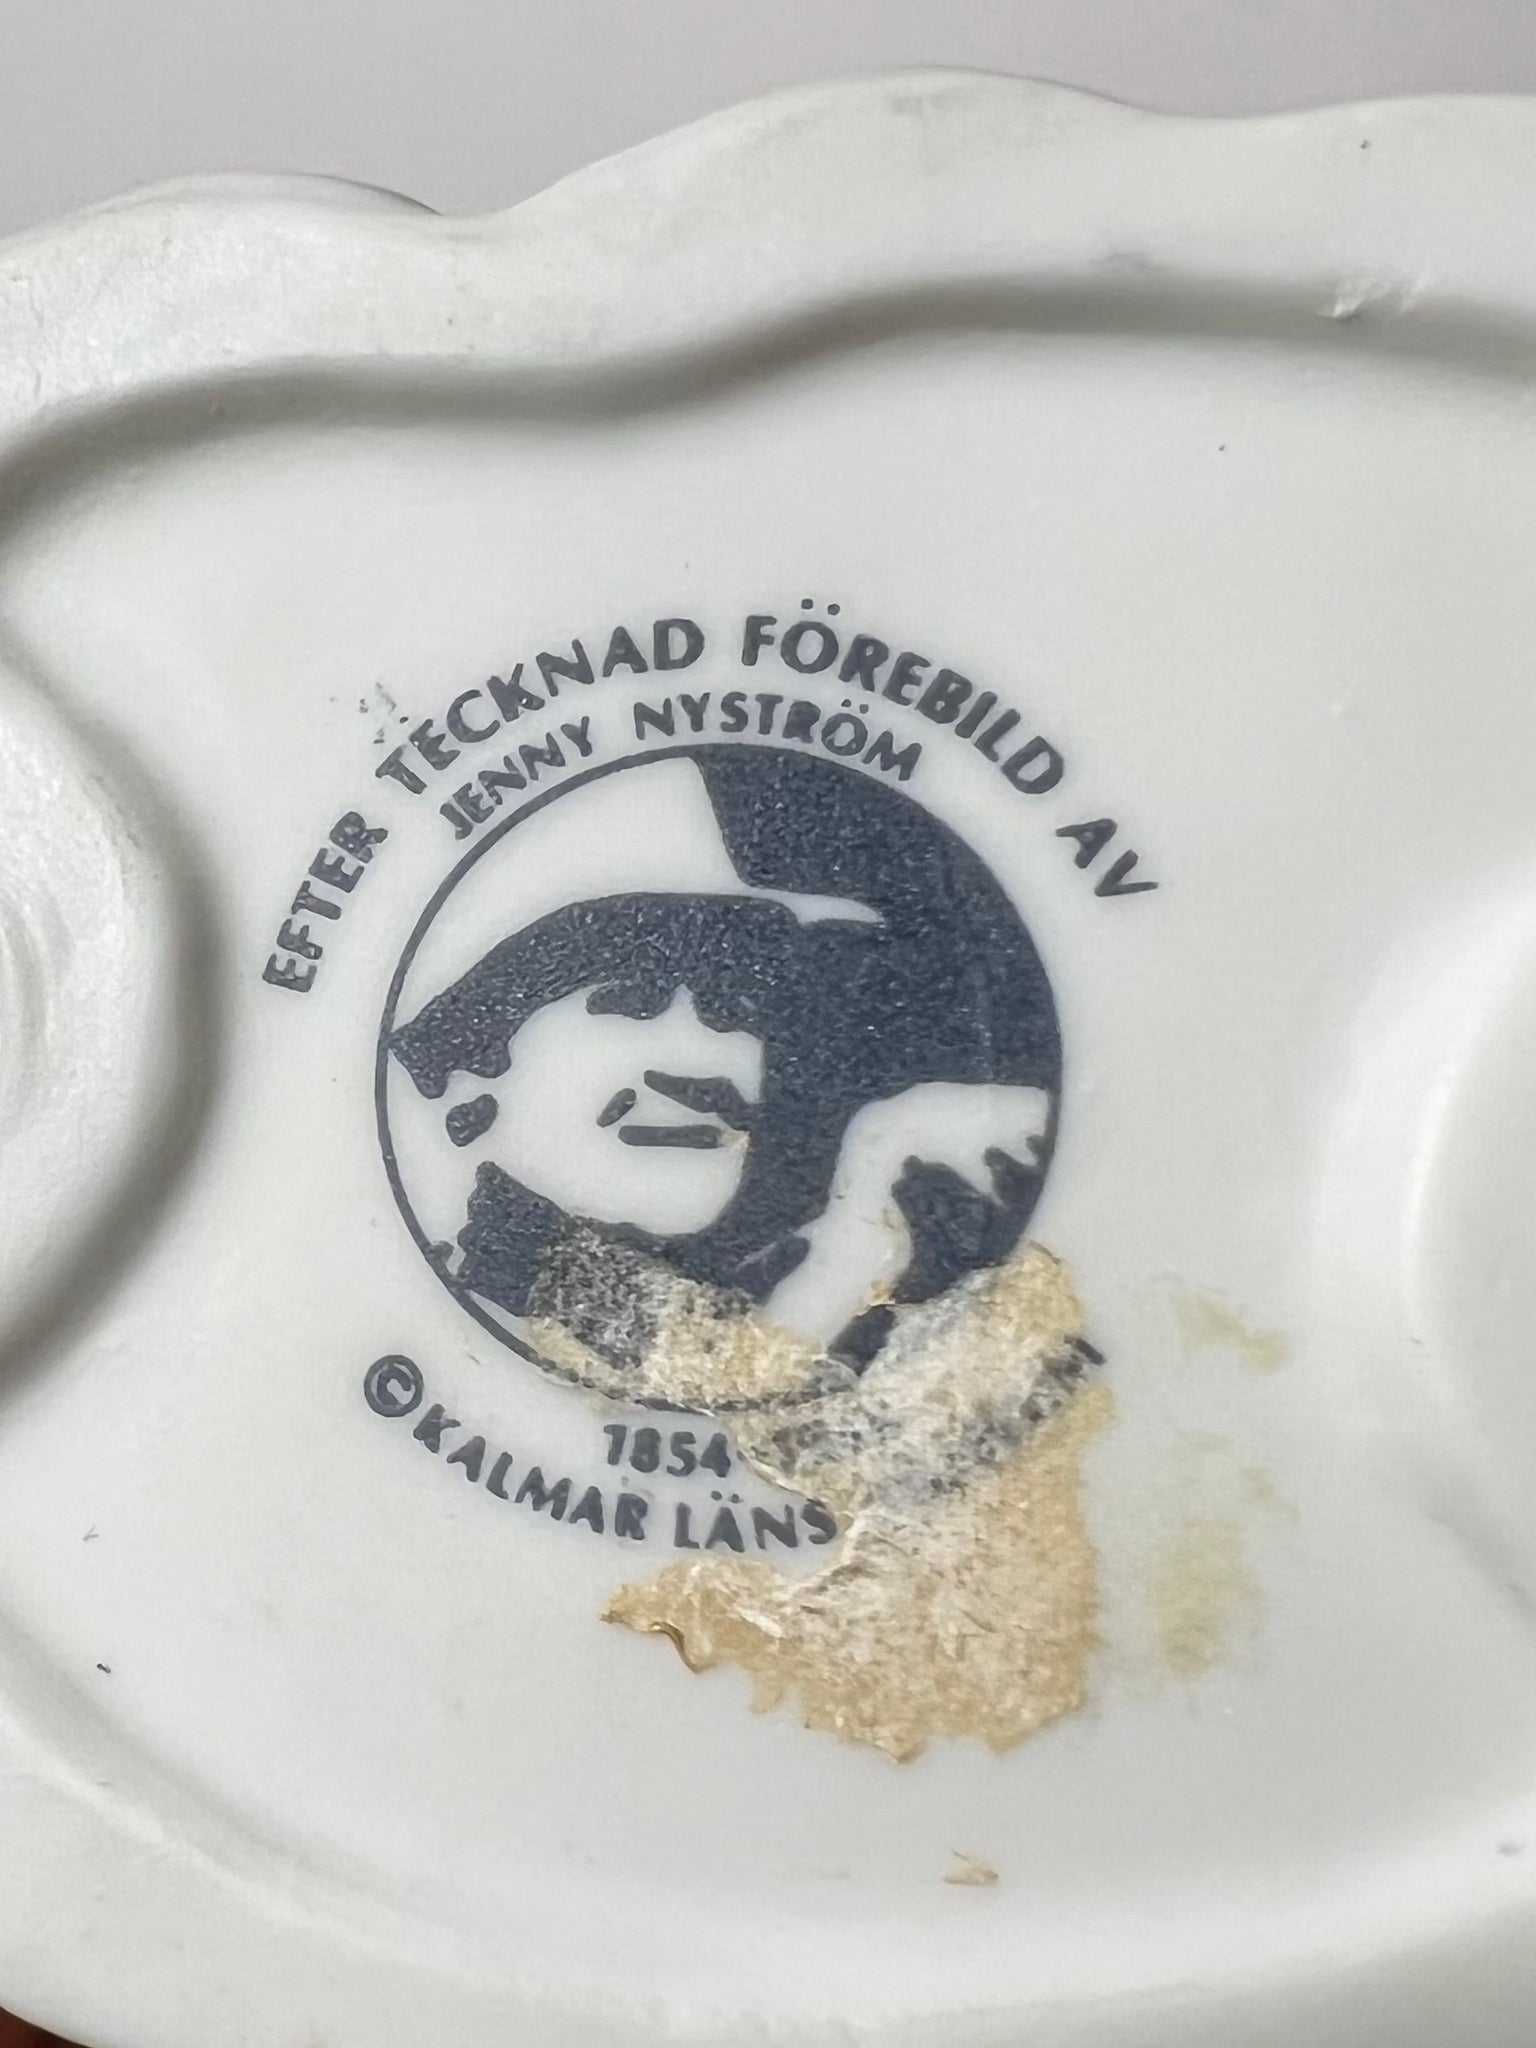 EFTER TECKNAD FÖREBILD AV
JENNY NYSTRÖM
1854
© KALMAR LÄNS